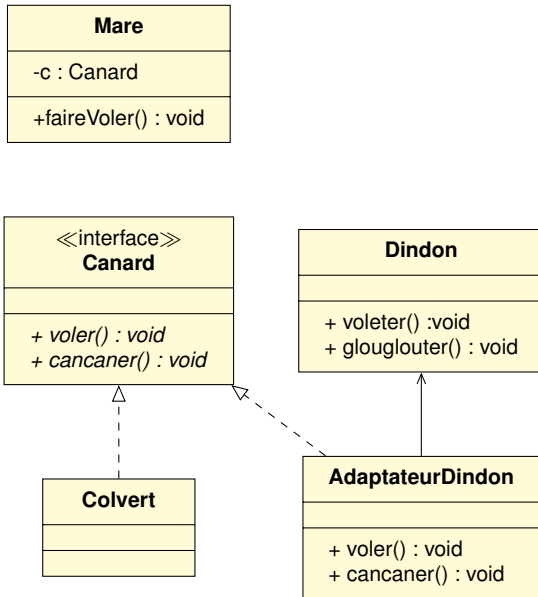 Mare
-c : Canard
+faireVoler() : void
≪interface≫
Canard
+ voler() : void
+ cancaner() : void
Dindon
+ voleter() :void
+ glouglouter() : void
Colvert
AdaptateurDindon
+ voler() : void
+ cancaner() : void